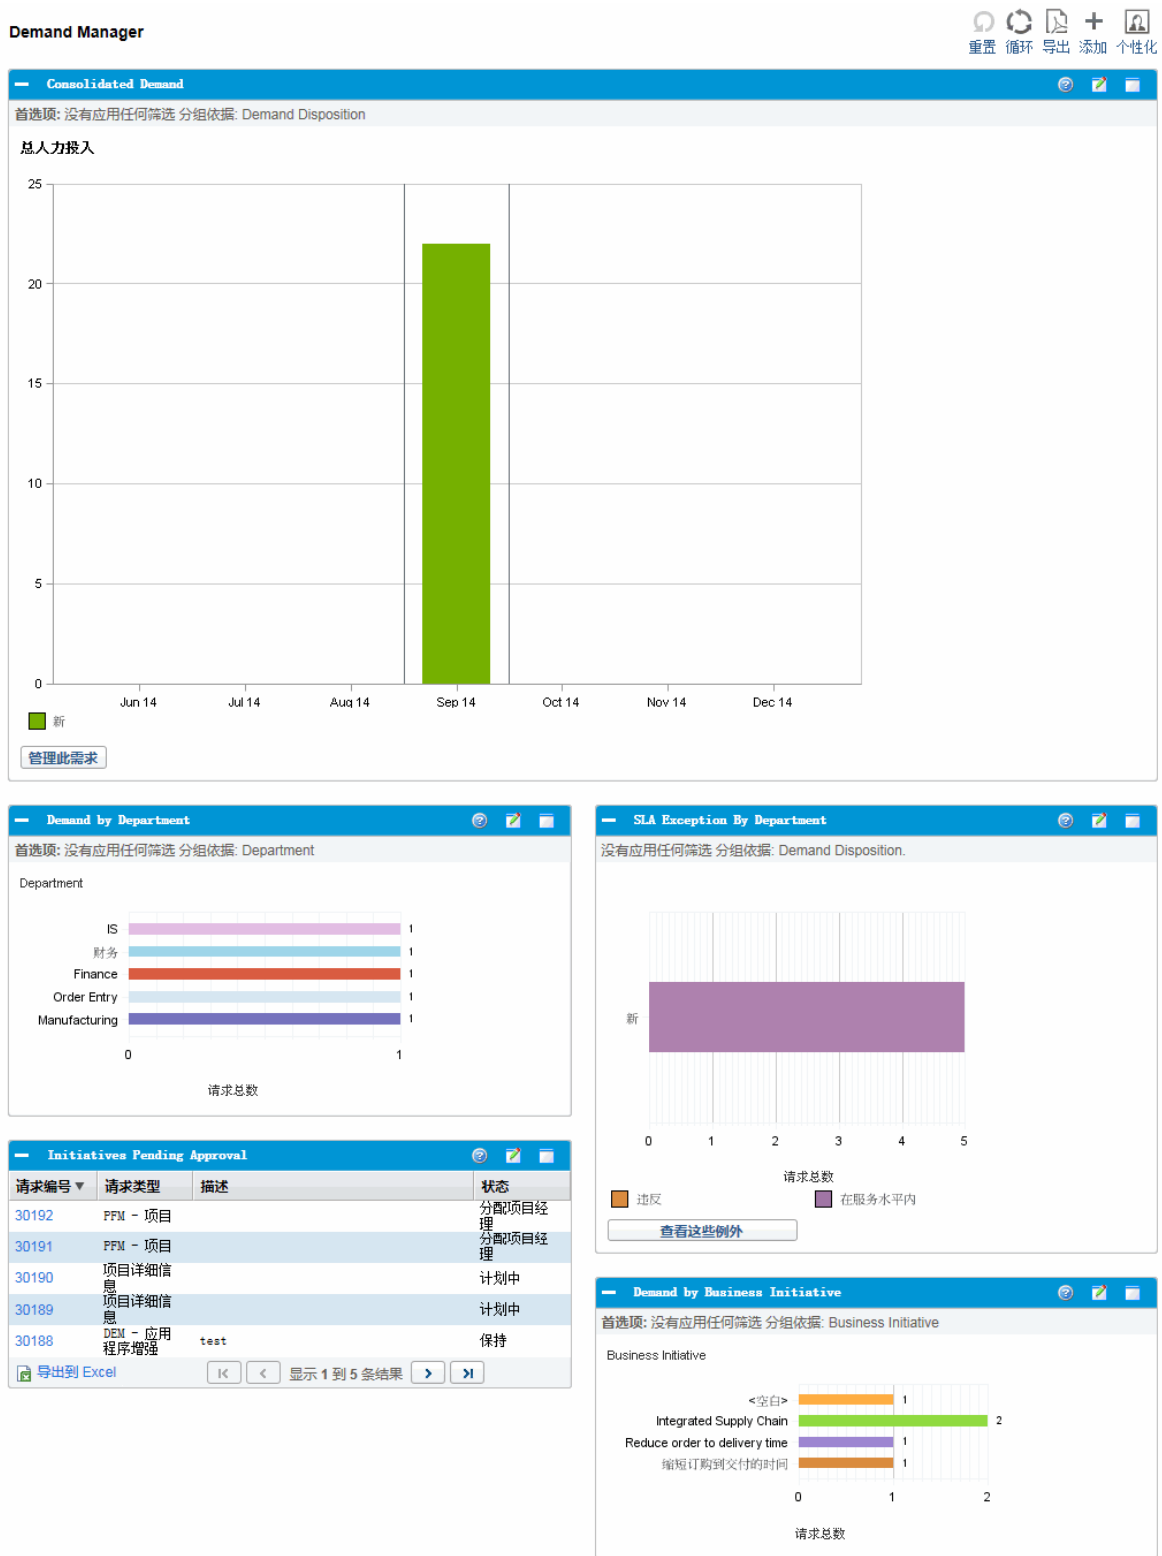 Demand Manager
重置 循环 导出 添加 个性化
Consolidated Demand
首选项: 没有应用任何筛选 分组依据: Demand Disposition
总人力投入
25
20
15
10
5
0
Jun 14 Jul 14 Aug 14 Sep 14 Oct 14 Nov 14 Dec 14
新
管理此需求
Demand by Department
首选项: 没有应用任何筛选 分组依据: Department
Department
IS 1
财务 1
Finance 1
Order Entry 1
Manufacturing 1
0 1
请求总数
SLA Exception By Department
没有应用任何筛选 分组依据: Demand Disposition.
新
0 1 2 3 4 5
请求总数
违反 在服务水平内
查看这些例外
Initiatives Pending Approval
请求编号 请求类型 描述 状态
30192 PFM - 项目 分配项目经
理
30191 PFM - 项目 分配项目经
理
30190 项目详细信
息 计划中
30189 项目详细信
息 计划中
30188 DEM - 应用
程序增强 test 保持
导出到 Excel 显示 1 到 5 条结果
Demand by Business Initiative
首选项: 没有应用任何筛选 分组依据: Business Initiative
Business Initiative
<空白> 1
Integrated Supply Chain 2
Reduce order to delivery time 1
缩短订购到交付的时间 1
0 1 2
请求总数